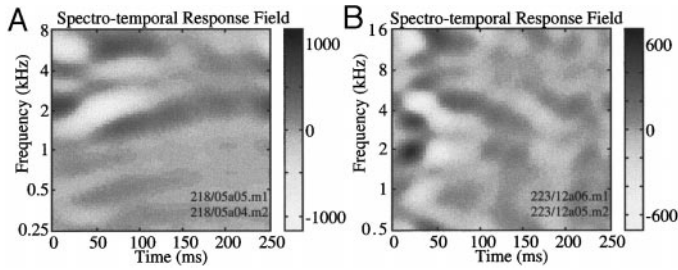 A
Spectro-temporal Response Field
Frequency (kHz)
8
4
2
1
0.5
0.25
218/05a05.m1
218/05a04.m2
0 50 100 150 200 250
Time (ms)
1000
0
-1000
B
Spectro-temporal Response Field
Frequency (kHz)
16
8
4
2
1
0.5
223/12a06.m1
223/12a05.m2
0 50 100 150 200 250
Time (ms)
600
0
-600